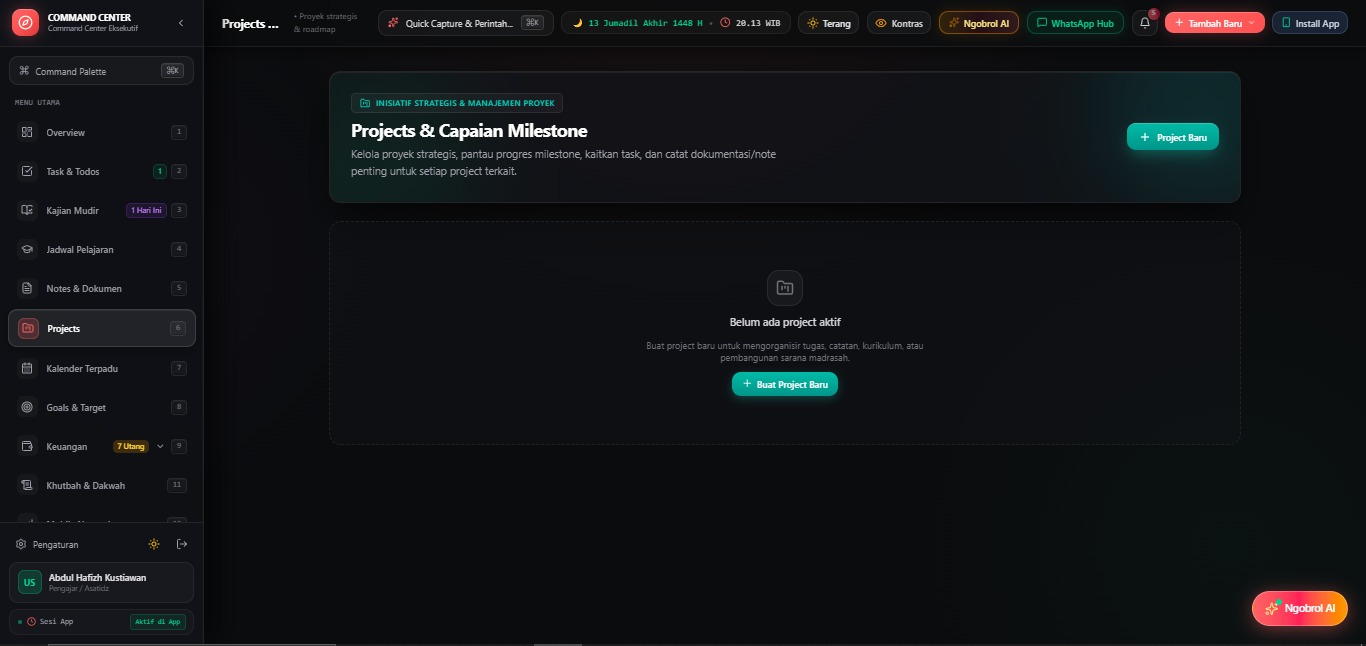 COMMAND CENTER
Command Center Eksekutif
Command Palette ⌘K
MENU UTAMA
Overview 1
Task & Todos 1 2
Kajian Mudir 1 Hari Ini 3
Jadwal Pelajaran 4
Notes & Dokumen 5
Projects 6
Kalender Terpadu 7
Goals & Target 8
Keuangan 7 Utang 9
Khutbah & Dakwah 11
Pengaturan
US
Abdul Hafizh Kustiawan
Pengajar / Asatidz
Sesi App Aktif di App
Projects ...
• Proyek strategis
& roadmap
Quick Capture & Perintah... ⌘K
13 Jumadil Akhir 1448 H • 20.13 WIB
Terang
Kontras
Ngobrol AI
WhatsApp Hub
5
Tambah Baru
Install App
INISIATIF STRATEGIS & MANAJEMEN PROYEK
Projects & Capaian Milestone
Kelola proyek strategis, pantau progres milestone, kaitkan task, dan catat dokumentasi/note
penting untuk setiap project terkait.
+ Project Baru
Belum ada project aktif
Buat project baru untuk mengorganisir tugas, catatan, kurikulum, atau
pembangunan sarana madrasah.
+ Buat Project Baru
Ngobrol AI